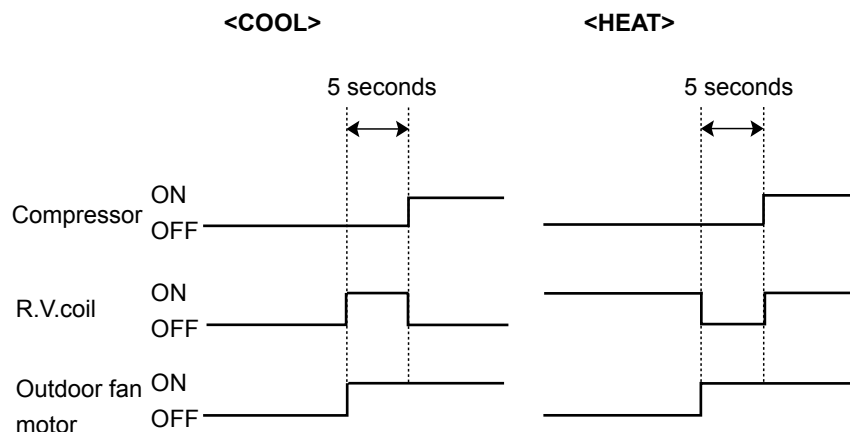 <COOL> <HEAT>
5 seconds 5 seconds
Compressor ON
OFF
R.V.coil ON
OFF
Outdoor fan motor ON
OFF